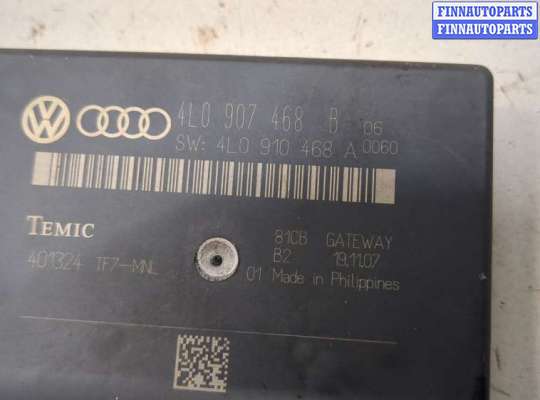 FINNAUTOPARTS
FINNAUTOPARTS
4L0 907 468 B 06
SW: 4L0 910 468 A 0060
TEMIC
81CB GATEWAY
401324 TF7-MNL
B2 19.11.07
01 Made in Philippines